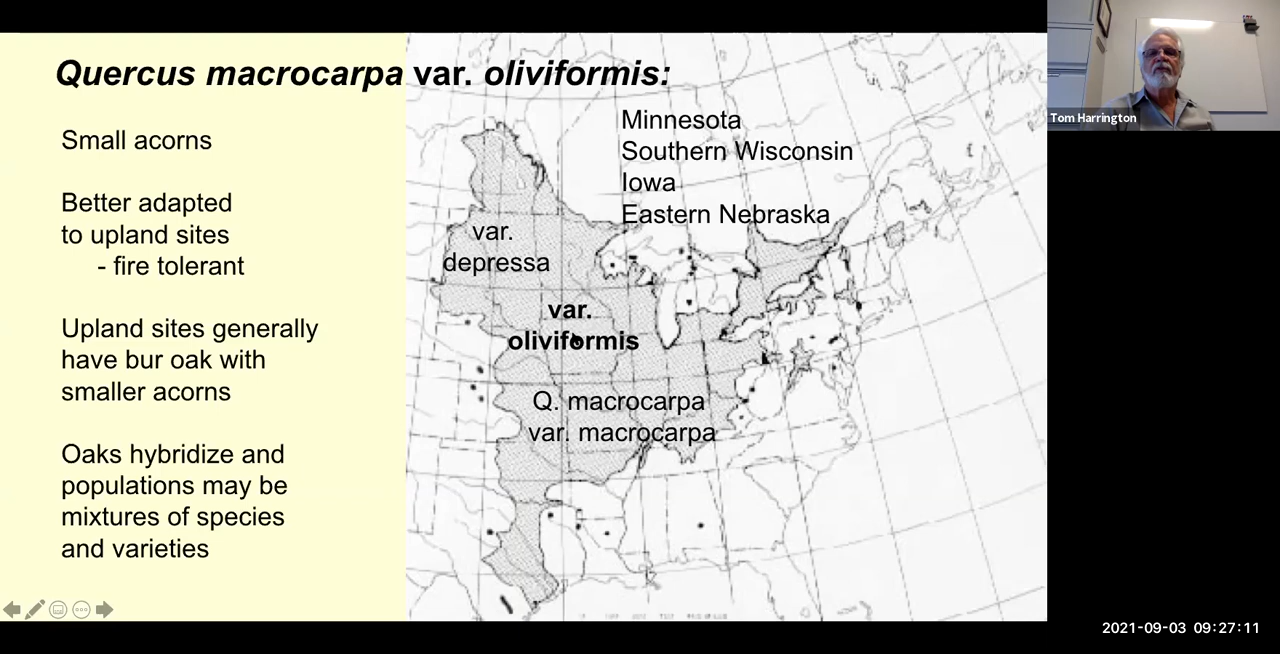 Quercus macrocarpa var. oliviformis:
Small acorns
Better adapted
to upland sites
- fire tolerant
Upland sites generally
have bur oak with
smaller acorns
Oaks hybridize and
populations may be
mixtures of species
and varieties
Minnesota
Southern Wisconsin
Iowa
Eastern Nebraska
var.
depressa
var.
oliviformis
Q. macrocarpa
var. macrocarpa
Tom Harrington
2021-09-03 09:27:11